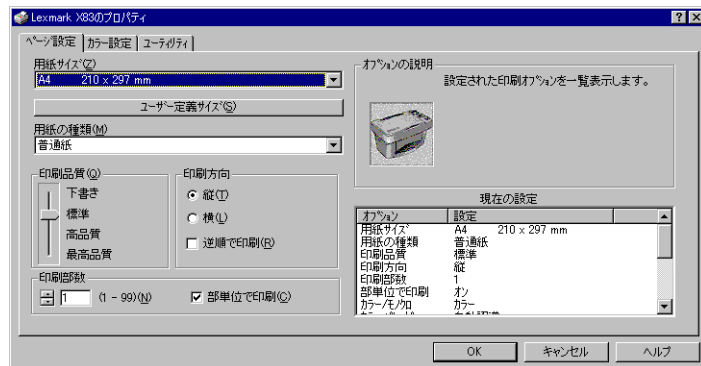 Lexmark X83のプロパティ
ページ設定 カラー設定 ユーティリティ
用紙サイズ(Z)
A4 210 x 297 mm
ユーザー定義サイズ(S)
用紙の種類(M)
普通紙
印刷品質(Q)
下書き
標準
高品質
最高品質
印刷方向
縦(T)
横(L)
逆順で印刷(R)
印刷部数
1 (1 - 99)(N)
部単位で印刷(C)
オプションの説明
設定された印刷オプションを一覧表示します。
現在の設定
オプション 設定
用紙サイズ A4 210 x 297 mm
用紙の種類 普通紙
印刷品質 標準
印刷方向 縦
印刷部数 1
部単位で印刷 オン
カラー/モノクロ カラー
OK キャンセル ヘルプ